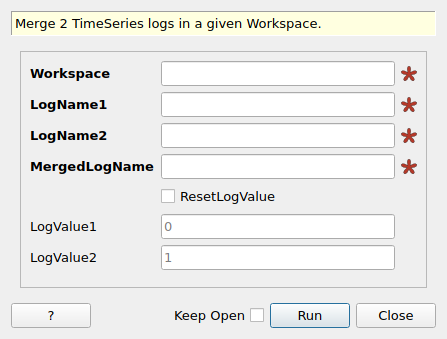 Merge 2 TimeSeries logs in a given Workspace.
Workspace
LogName1
LogName2
MergedLogName
ResetLogValue
LogValue1 0
LogValue2 1
? Keep Open Run Close